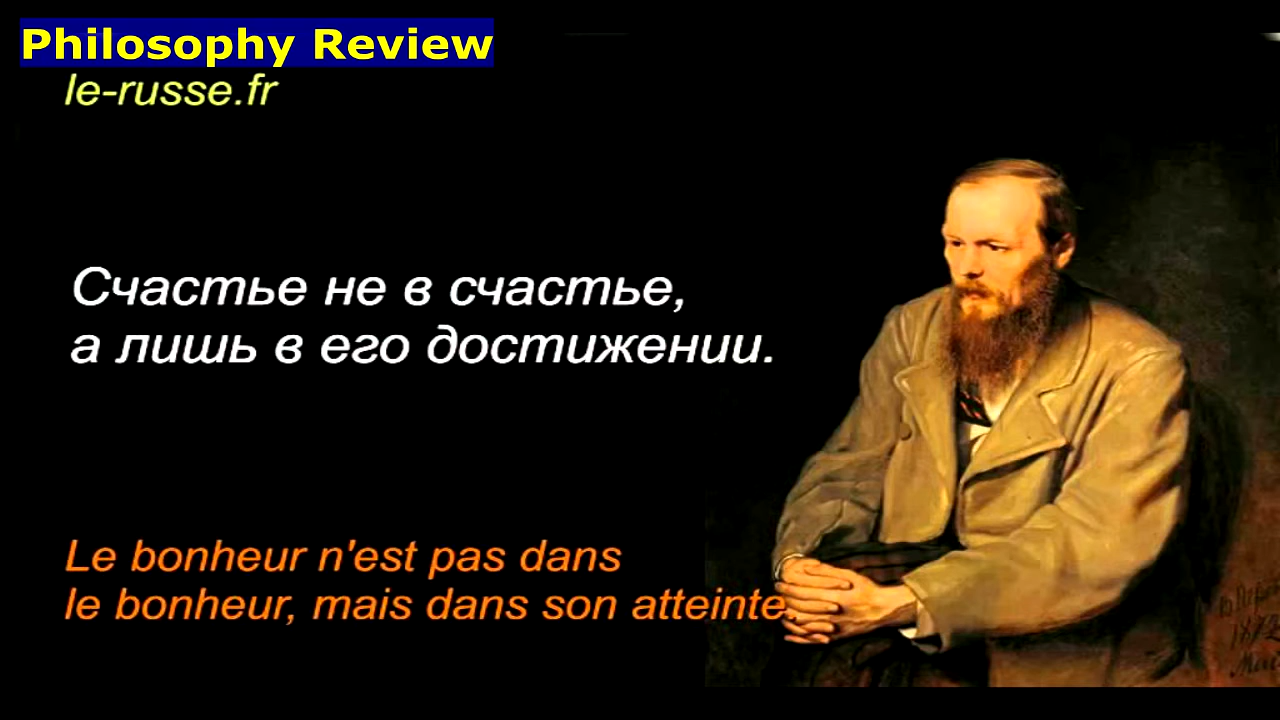 Philosophy Review
le-russe.fr
Счастье не в счастье,
а лишь в его достижении.
Le bonheur n'est pas dans
le bonheur, mais dans son atteinte.